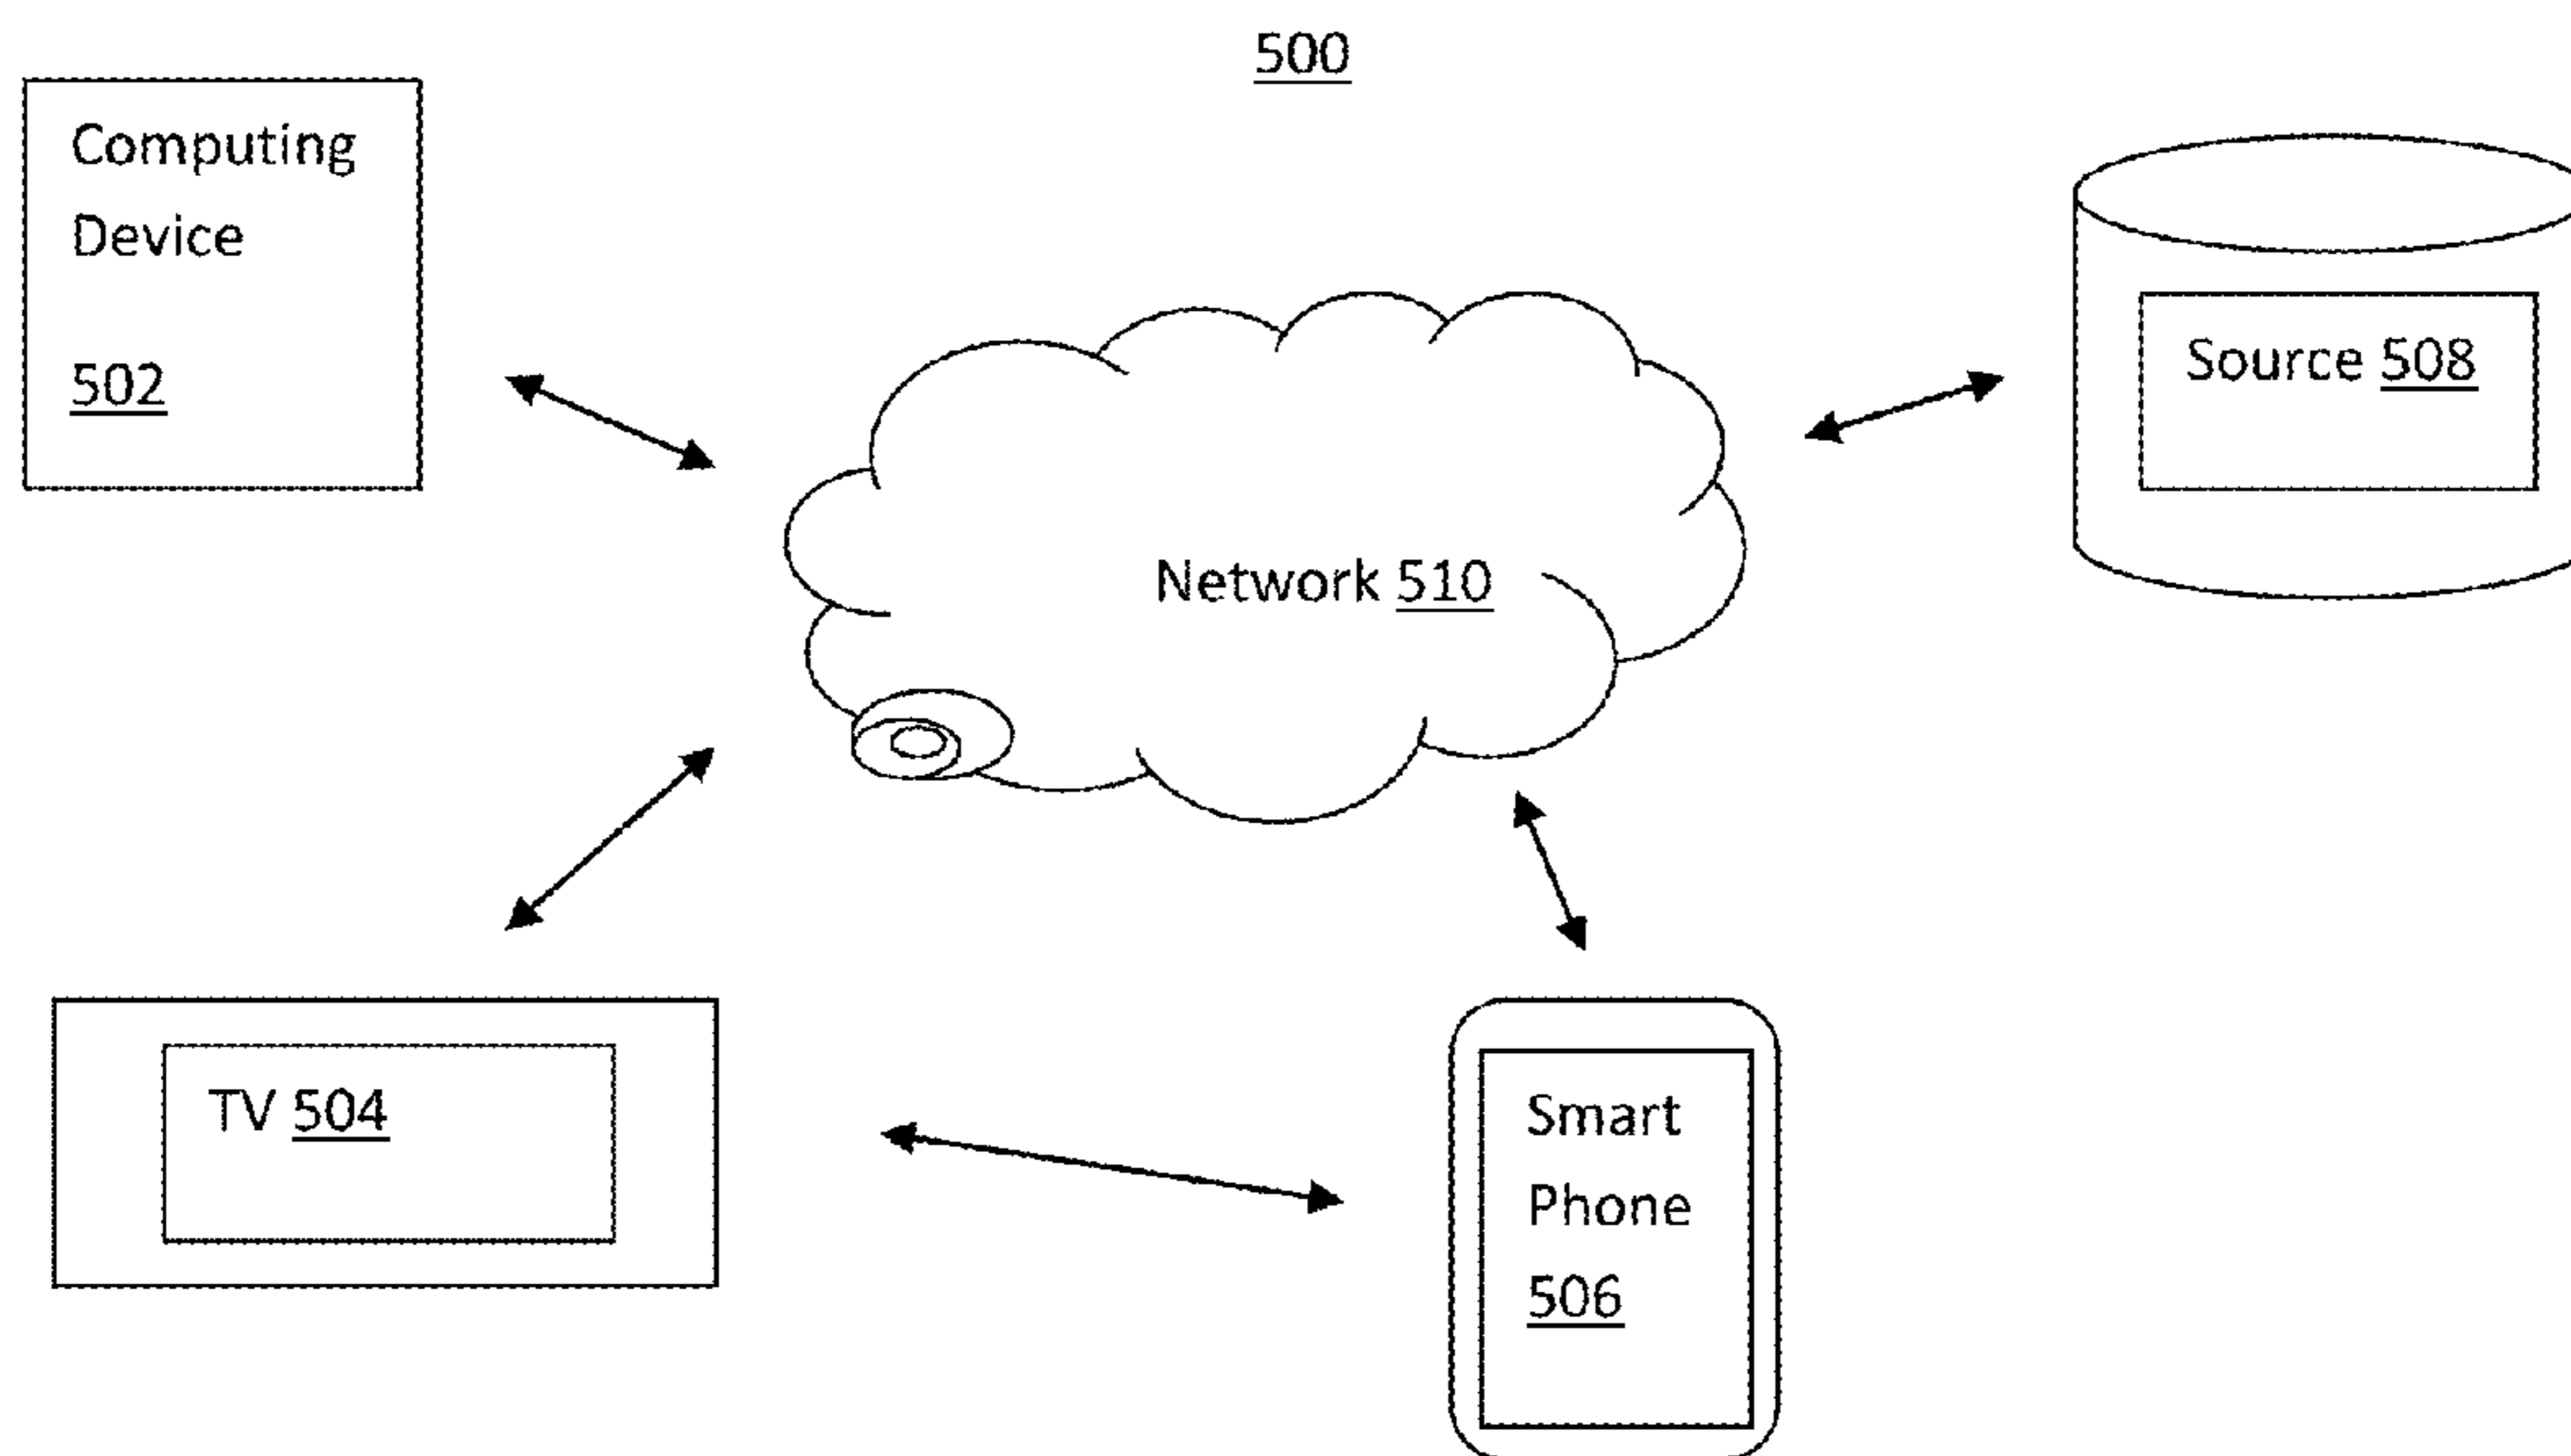 500
Computing
Device
502
Source 508
Network 510
TV 504
Smart
Phone
506